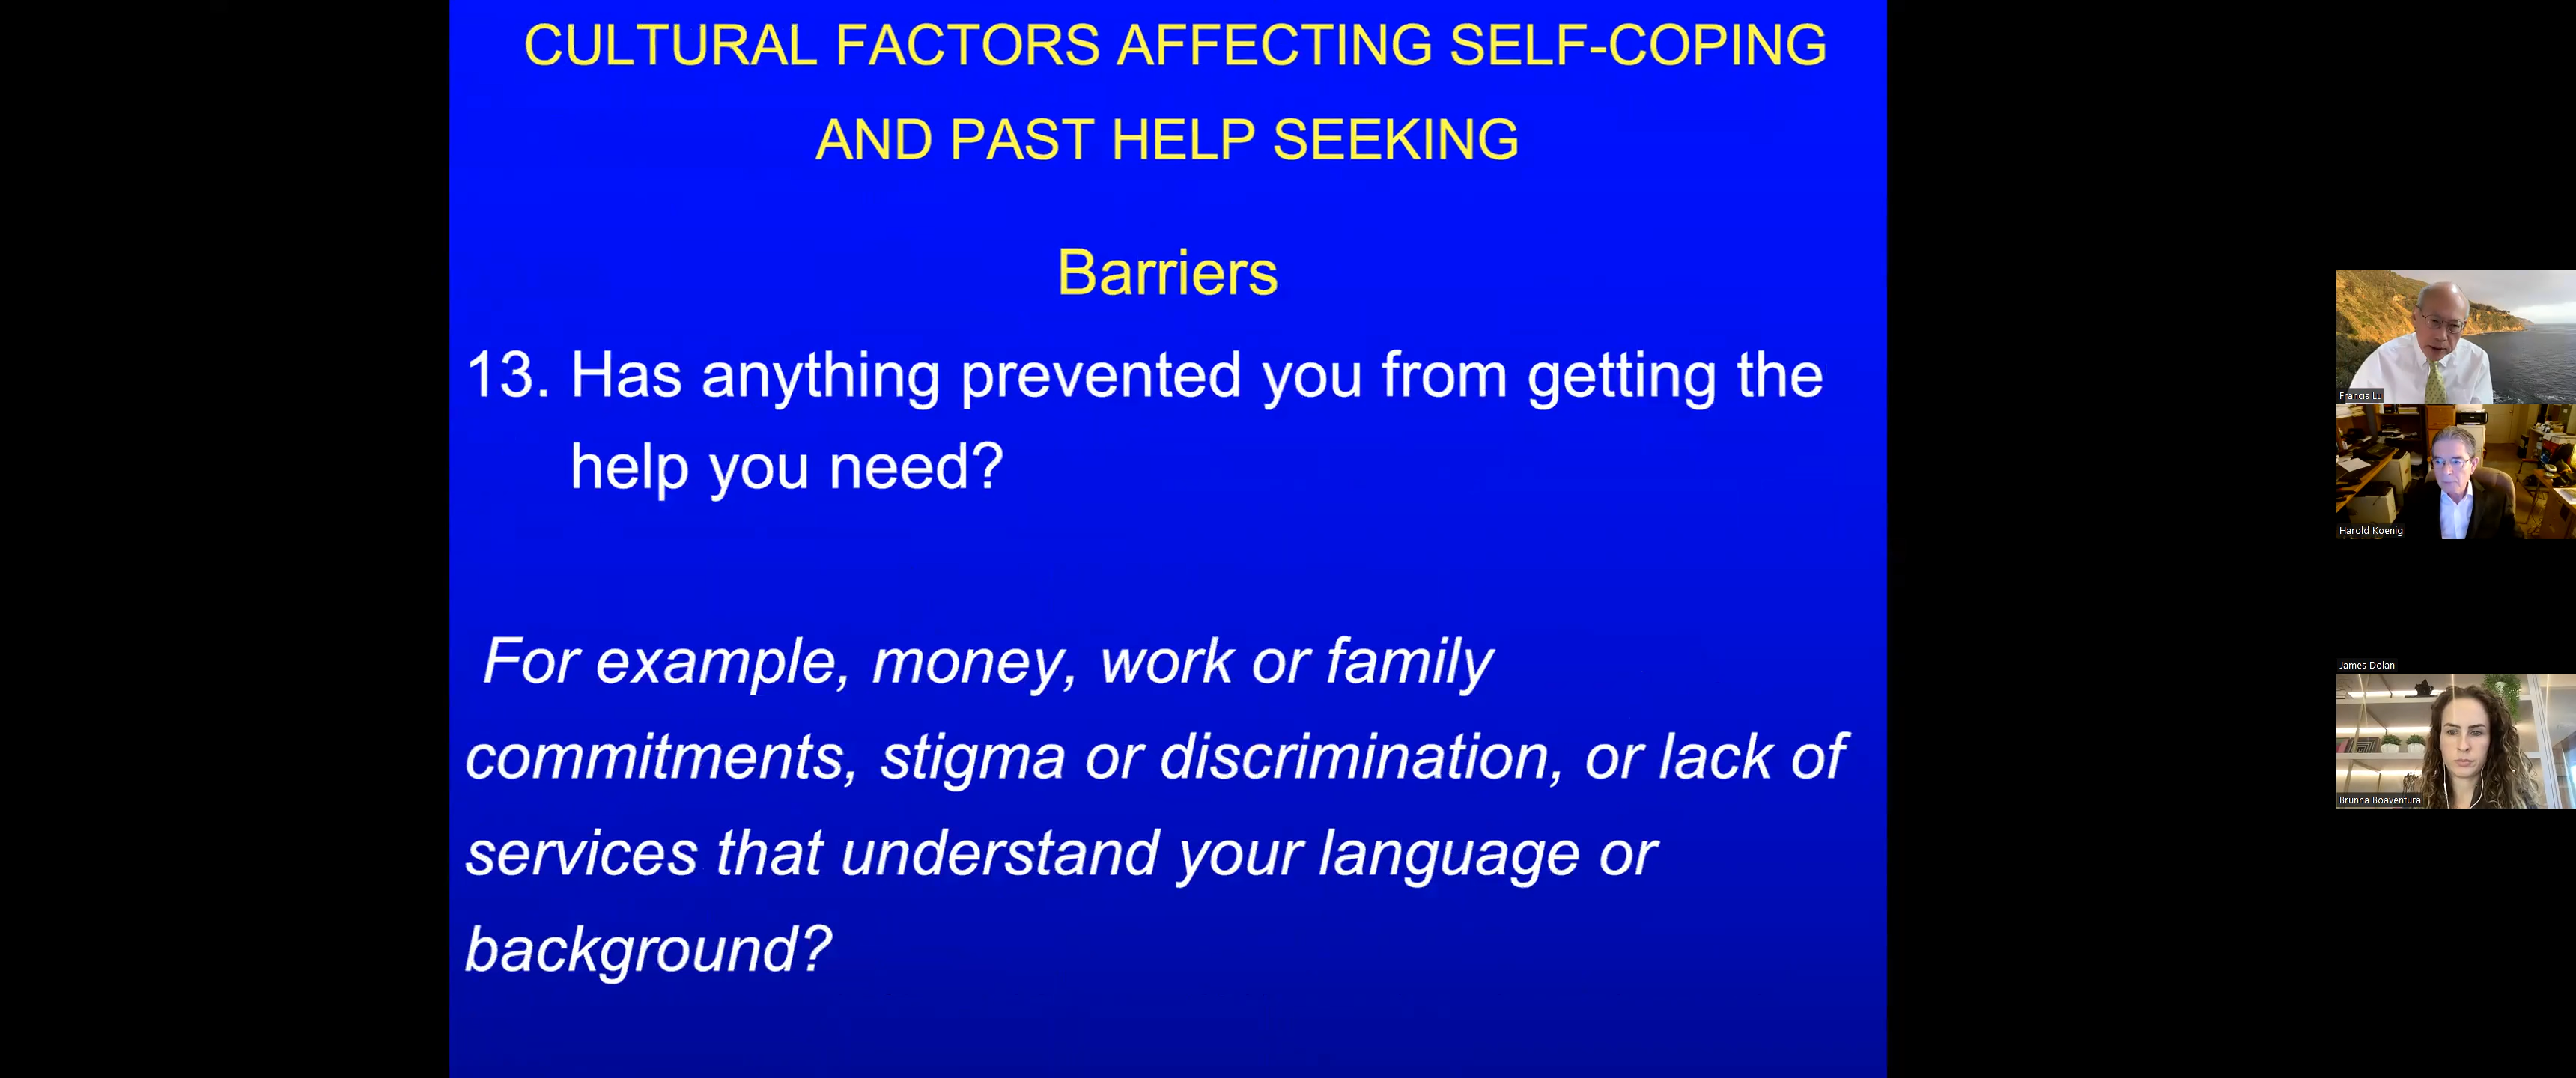 CULTURAL FACTORS AFFECTING SELF-COPING
AND PAST HELP SEEKING
Barriers
13. Has anything prevented you from getting the
help you need?
For example, money, work or family
commitments, stigma or discrimination, or lack of
services that understand your language or
background?
Francis Lu
Harold Koenig
James Dolan
Brunna Boaventura